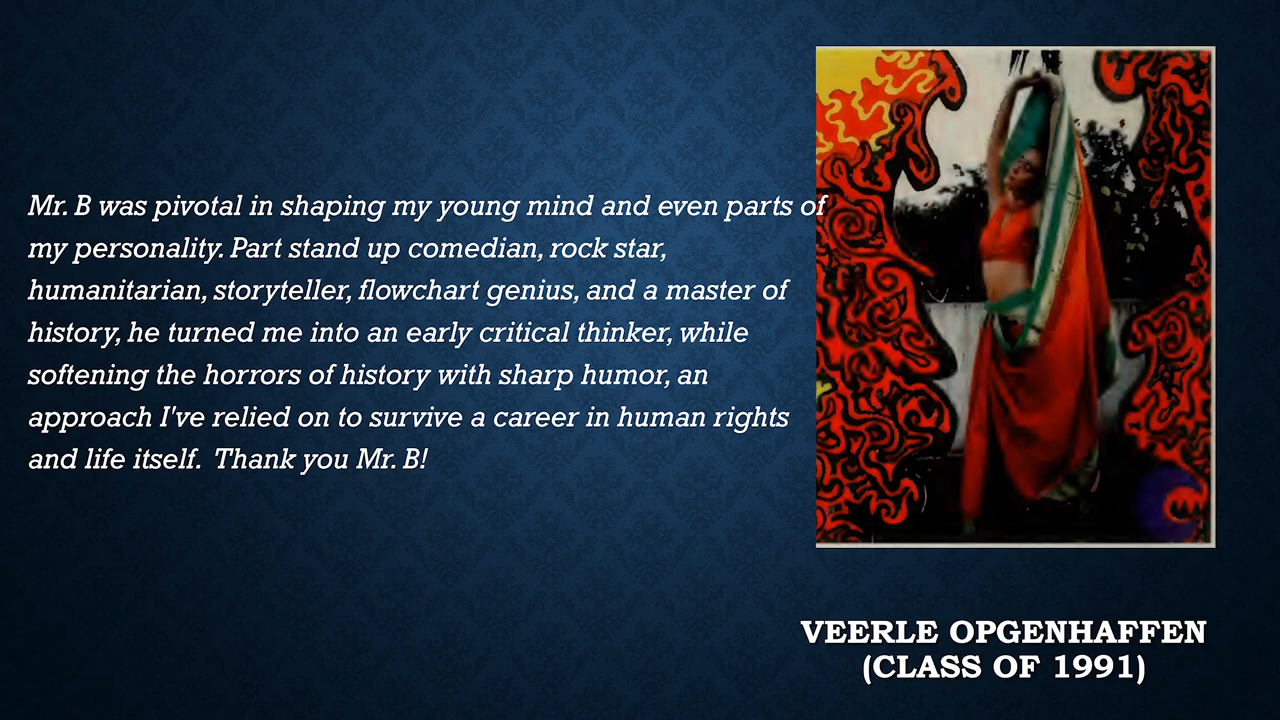 Mr. B was pivotal in shaping my young mind and even parts of
my personality. Part stand up comedian, rock star,
humanitarian, storyteller, flowchart genius, and a master of
history, he turned me into an early critical thinker, while
softening the horrors of history with sharp humor, an
approach I've relied on to survive a career in human rights
and life itself.  Thank you Mr. B!
VEERLE OPGENHAFFEN
(CLASS OF 1991)